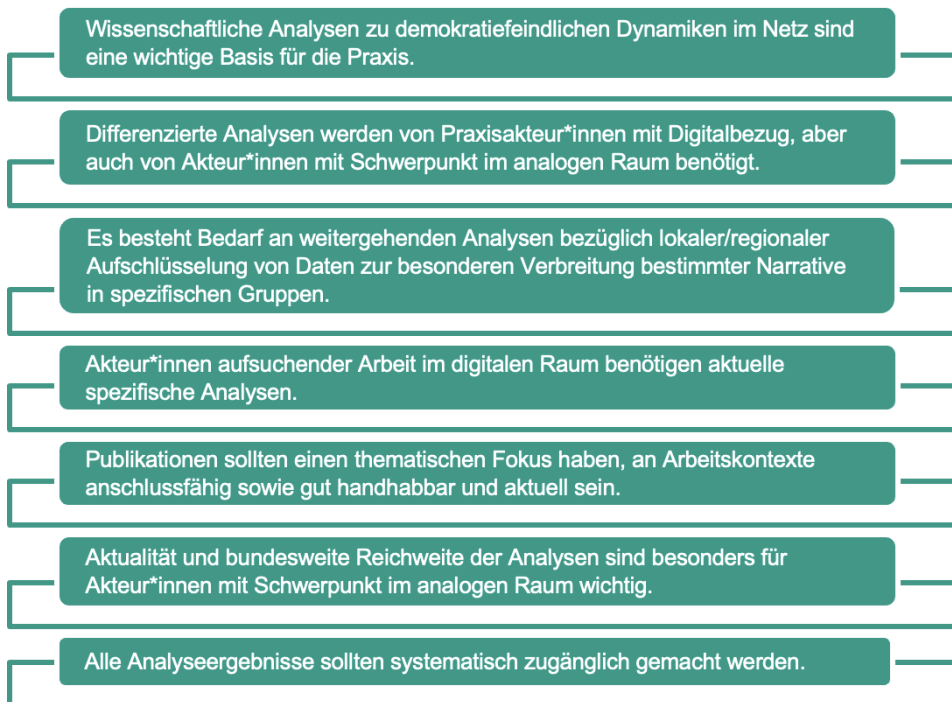 Wissenschaftliche Analysen zu demokratiefeindlichen Dynamiken im Netz sind
eine wichtige Basis für die Praxis.
Differenzierte Analysen werden von Praxisakteur*innen mit Digitalbezug, aber
auch von Akteur*innen mit Schwerpunkt im analogen Raum benötigt.
Es besteht Bedarf an weitergehenden Analysen bezüglich lokaler/regionaler
Aufschlüsselung von Daten zur besonderen Verbreitung bestimmter Narrative
in spezifischen Gruppen.
Akteur*innen aufsuchender Arbeit im digitalen Raum benötigen aktuelle
spezifische Analysen.
Publikationen sollten einen thematischen Fokus haben, an Arbeitskontexte
anschlussfähig sowie gut handhabbar und aktuell sein.
Aktualität und bundesweite Reichweite der Analysen sind besonders für
Akteur*innen mit Schwerpunkt im analogen Raum wichtig.
Alle Analyseergebnisse sollten systematisch zugänglich gemacht werden.